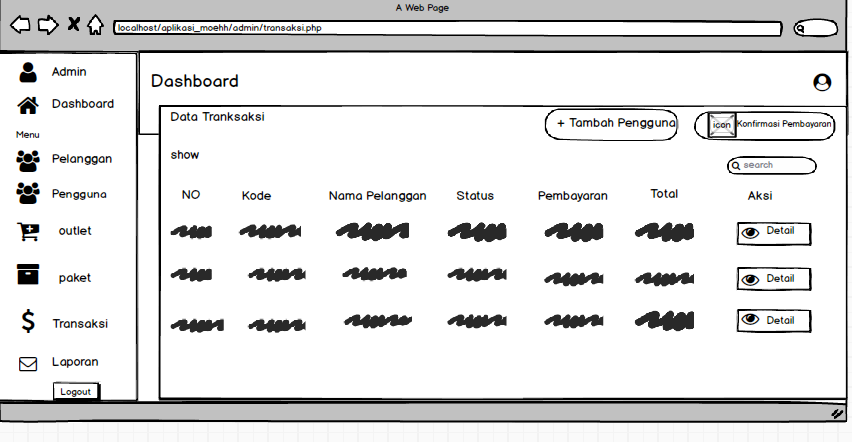 A Web Page
localhost/aplikasi_moehh/admin/transaksi.php
Admin
Dashboard
Menu
Pelanggan
Pengguna
outlet
paket
Transaksi
Laporan
Logout
Dashboard
Data Tranksaksi
+ Tambah Pengguna
icon Konfirmasi Pembayaran
show
search
NO Kode Nama Pelanggan Status Pembayaran Total Aksi
Detail
Detail
Detail